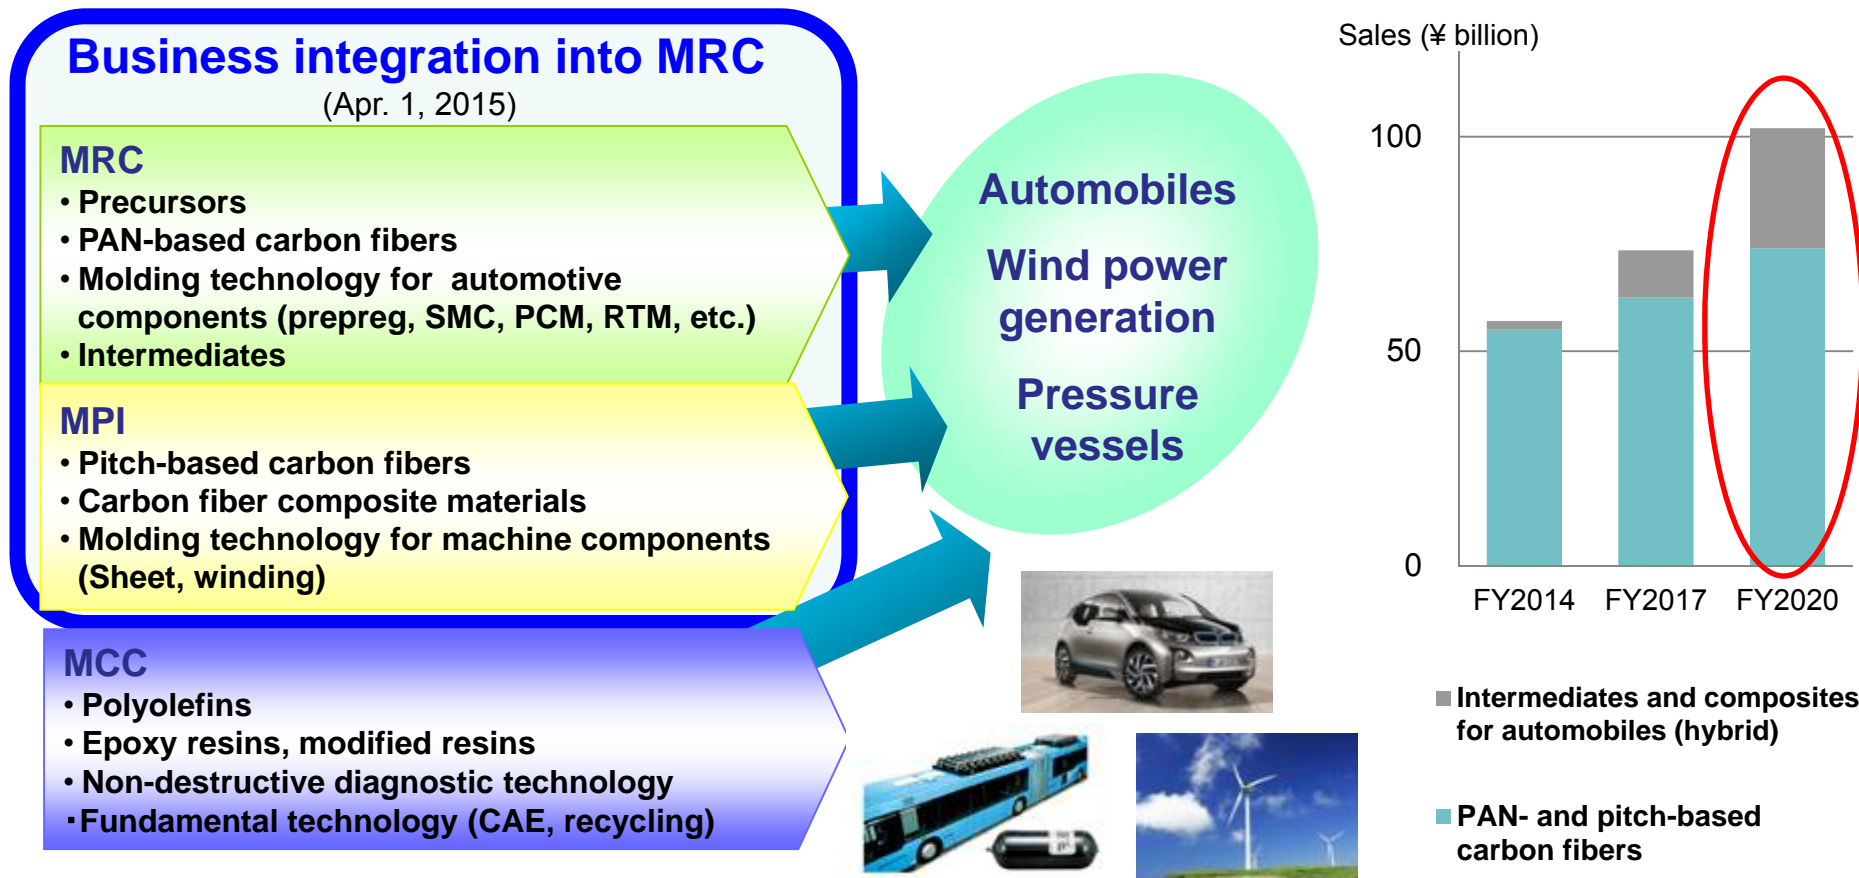 Business integration into MRC
(Apr. 1, 2015)
MRC
• Precursors
• PAN-based carbon fibers
• Molding technology for automotive
components (prepreg, SMC, PCM, RTM, etc.)
• Intermediates
MPI
• Pitch-based carbon fibers
• Carbon fiber composite materials
• Molding technology for machine components
(Sheet, winding)
MCC
• Polyolefins
• Epoxy resins, modified resins
• Non-destructive diagnostic technology
・Fundamental technology (CAE, recycling)
Automobiles
Wind power
generation
Pressure
vessels
Sales (¥ billion)
100
50
0
FY2014 FY2017 FY2020
Intermediates and composites
for automobiles (hybrid)
PAN- and pitch-based
carbon fibers